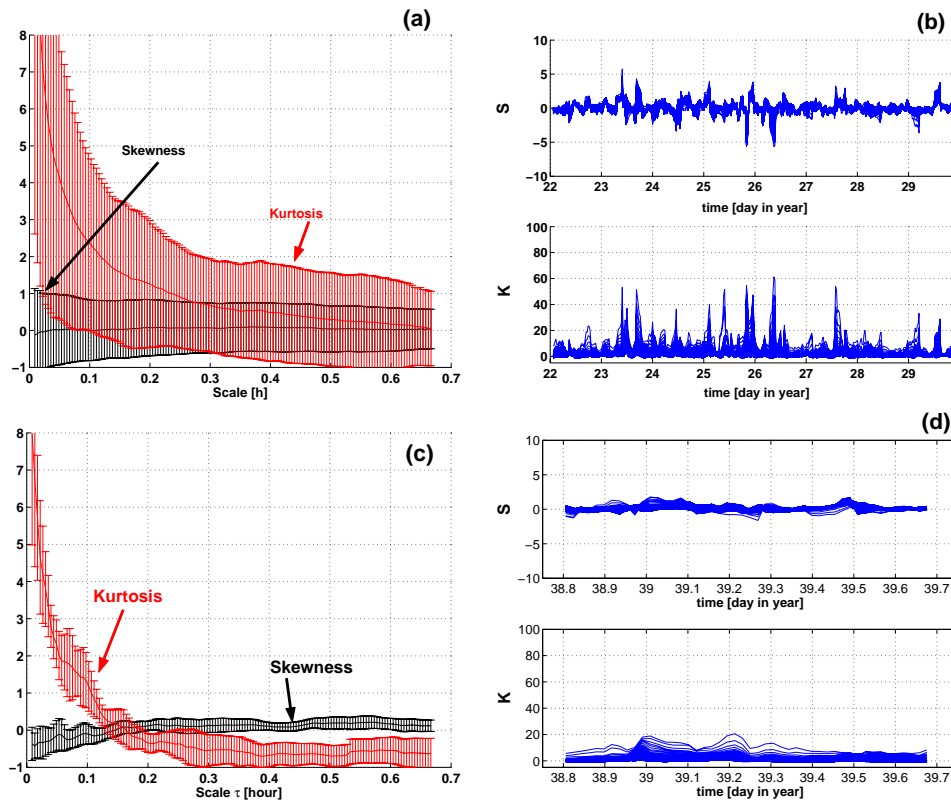 (a)
8
7
6
5
4
3
2
1
0
−1
Skewness
Kurtosis
0 0.1 0.2 0.3 0.4 0.5 0.6 0.7
Scale [h]
(b)
10
5
0
−5
−10
S
22 23 24 25 26 27 28 29
time [day in year]
100
80
60
40
20
0
K
22 23 24 25 26 27 28 29
time [day in year]
(c)
8
7
6
5
4
3
2
1
0
−1
Kurtosis
Skewness
0 0.1 0.2 0.3 0.4 0.5 0.6 0.7
Scale τ [hour]
(d)
10
5
0
−5
−10
S
38.8 38.9 39 39.1 39.2 39.3 39.4 39.5 39.6 39.7
time [day in year]
100
80
60
40
20
0
K
38.8 38.9 39 39.1 39.2 39.3 39.4 39.5 39.6 39.7
time [day in year]